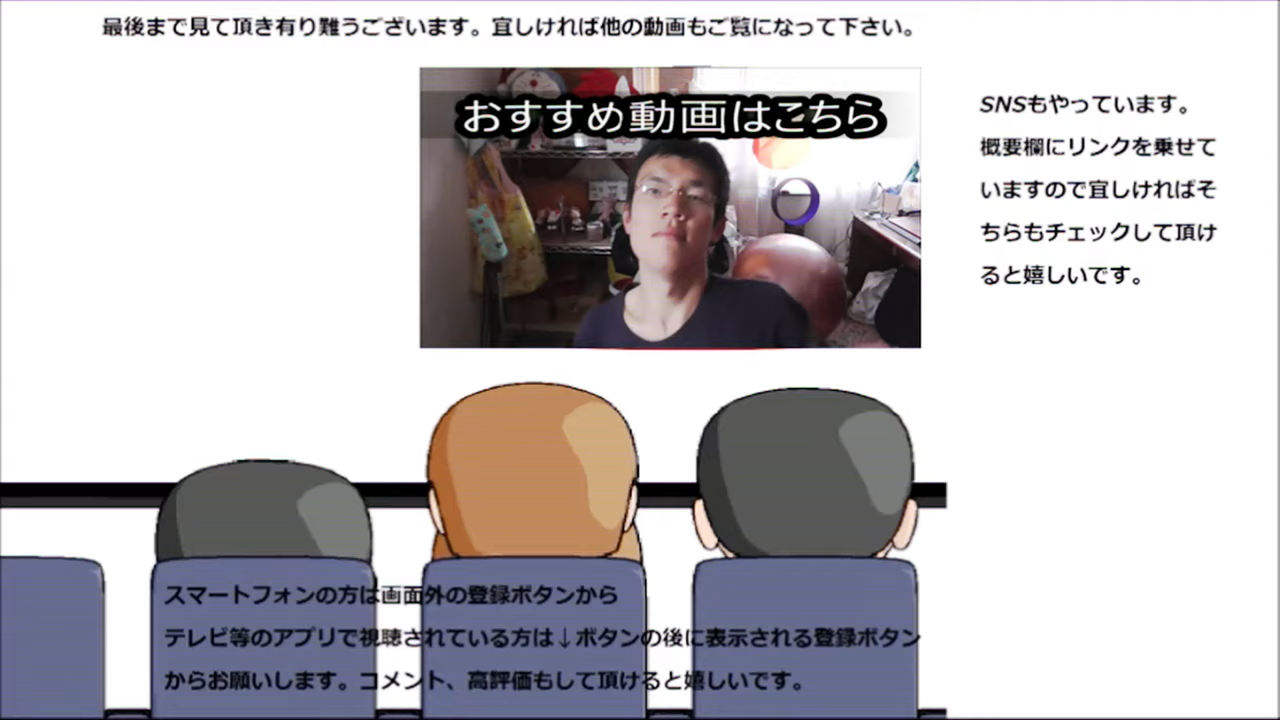 最後まで見て頂き有り難うございます。宜しければ他の動画もご覧になって下さい。
おすすめ動画はこちら
SNSもやっています。
概要欄にリンクを乗せて
いますので宜しければそ
ちらもチェックして頂け
ると嬉しいです。
スマートフォンの方は画面外の登録ボタンから
テレビ等のアプリで視聴されている方は↓ボタンの後に表示される登録ボタン
からお願いします。コメント、高評価もして頂けると嬉しいです。